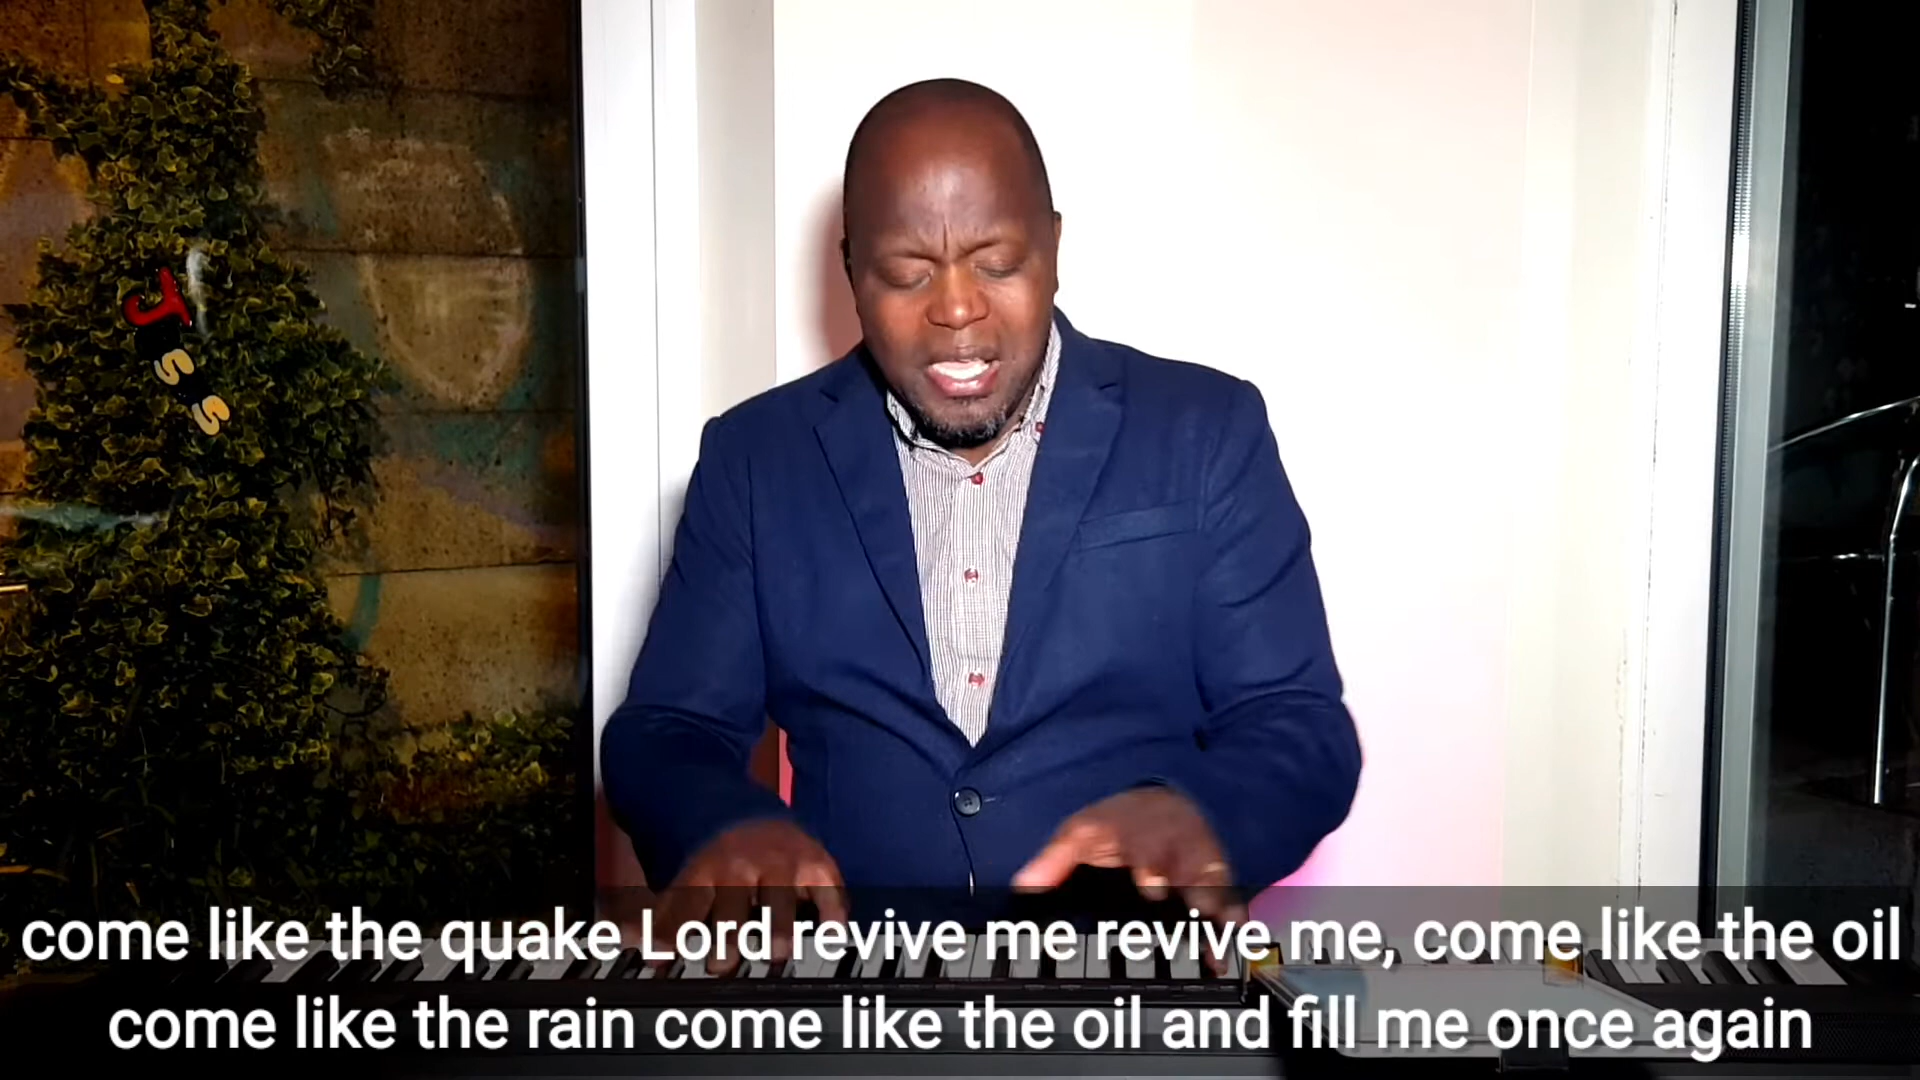 J S S
come like the quake Lord revive me revive me, come like the oil
come like the rain come like the oil and fill me once again